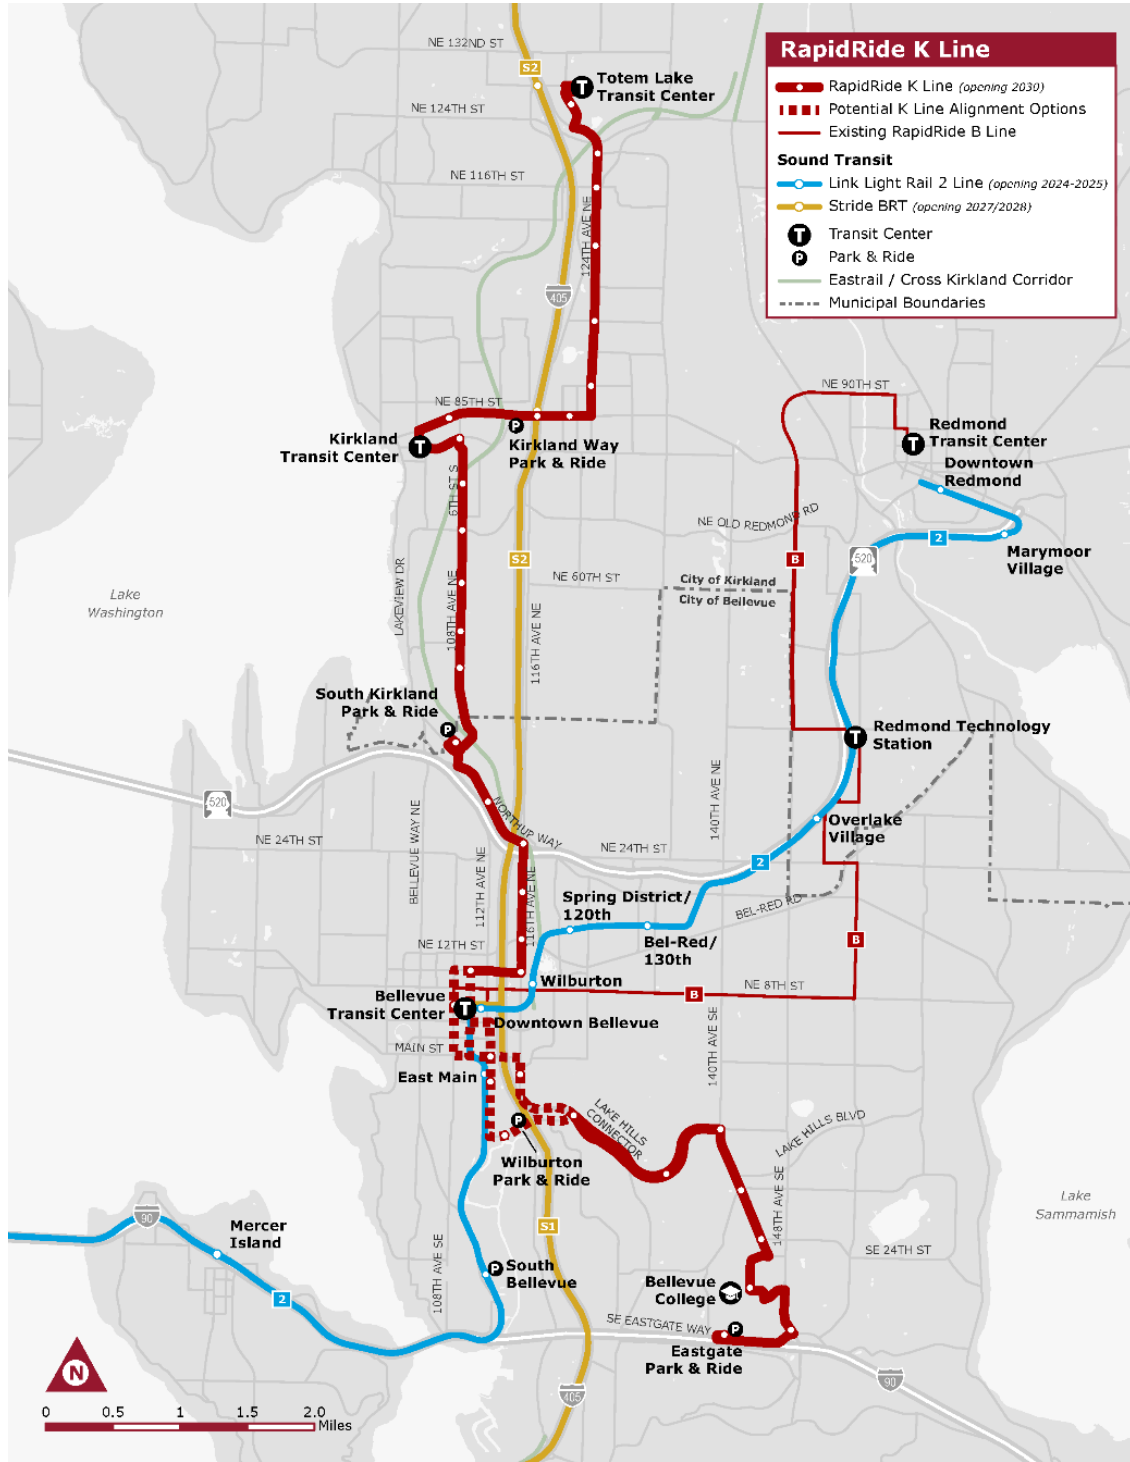 RapidRide K Line
RapidRide K Line (opening 2030)
Potential K Line Alignment Options
Existing RapidRide B Line
Sound Transit
Link Light Rail 2 Line (opening 2024-2025)
Stride BRT (opening 2027/2028)
T Transit Center
P Park & Ride
Eastrail / Cross Kirkland Corridor
Municipal Boundaries
NE 132ND ST
S2
T
Totem Lake
Transit Center
NE 124TH ST
NE 116TH ST
124TH AVE NE
405
NE 85TH ST
NE 90TH ST
P
Kirkland
Transit Center
T
Kirkland Way
Park & Ride
Redmond
Transit Center
T
Downtown
Redmond
6TH ST S
NE OLD REDMOND RD
2
520
Marymoor
Village
S2
B
NE 60TH ST
City of Kirkland
City of Bellevue
Lake
Washington
LAKEVIEW DR
108TH AVE NE
116TH AVE NE
South Kirkland
Park & Ride
P
Redmond Technology
Station
T
520
BELLEVUE WAY NE
NORTHUP WAY
140TH AVE NE
Overlake
Village
NE 24TH ST
NE 24TH ST
2
112TH AVE NE
116TH AVE NE
Spring District/
120th
BEL-RED RD
NE 12TH ST
Bel-Red/
130th
B
Wilburton
NE 8TH ST
B
Bellevue
Transit Center
T
Downtown Bellevue
MAIN ST
East Main
140TH AVE SE
LAKE HILLS
CONNECTOR
LAKE HILLS BLVD
P
Wilburton
Park & Ride
148TH AVE SE
Lake
Sammamish
90
Mercer
Island
S1
SE 24TH ST
108TH AVE SE
P
South
Bellevue
Bellevue
College
2
SE EASTGATE WAY
P
Eastgate
Park & Ride
N
90
405
0 0.5 1 1.5 2.0
Miles